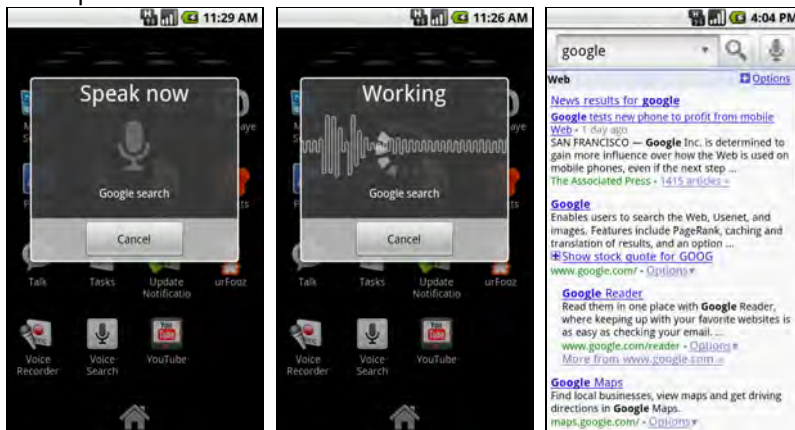 11:29 AM
Speak now
Google search
Cancel
Talk
Tasks
Update
Notificatio
urFooz
Voice
Recorder
Voice
Search
YouTube
11:26 AM
Working
Google search
Cancel
Talk
Tasks
Update
Notificatio
urFooz
Voice
Recorder
Voice
Search
YouTube
4:04 PM
google
Web
Options
News results for google
Google tests new phone to profit from mobile
Web - 1 day ago
SAN FRANCISCO — Google Inc. is determined to
gain more influence over how the Web is used on
mobile phones, even if the next step ...
The Associated Press - 1415 articles »
Google
Enables users to search the Web, Usenet, and
images. Features include PageRank, caching and
translation of results, and an option ...
Show stock quote for GOOG
www.google.com/ - Options
Google Reader
Read them in one place with Google Reader,
where keeping up with your favorite websites is
as easy as checking your email. ...
www.google.com/reader - Options
More from www.google.com »
Google Maps
Find local businesses, view maps and get driving
directions in Google Maps.
maps.google.com/ - Options